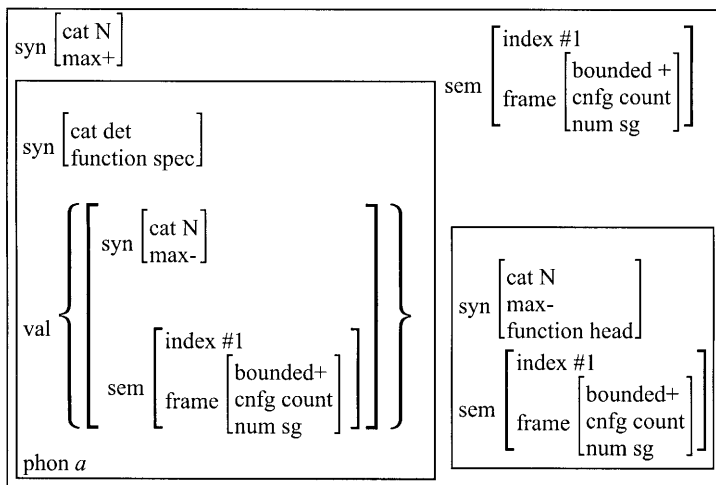 syn [cat N
max+]
sem [index #1
frame [bounded +
cnfg count
num sg]]
syn [cat det
function spec]
val {[syn [cat N
max-]
sem [index #1
frame [bounded+
cnfg count
num sg]]]}
phon a
syn [cat N
max-
function head]
sem [index #1
frame [bounded+
cnfg count
num sg]]